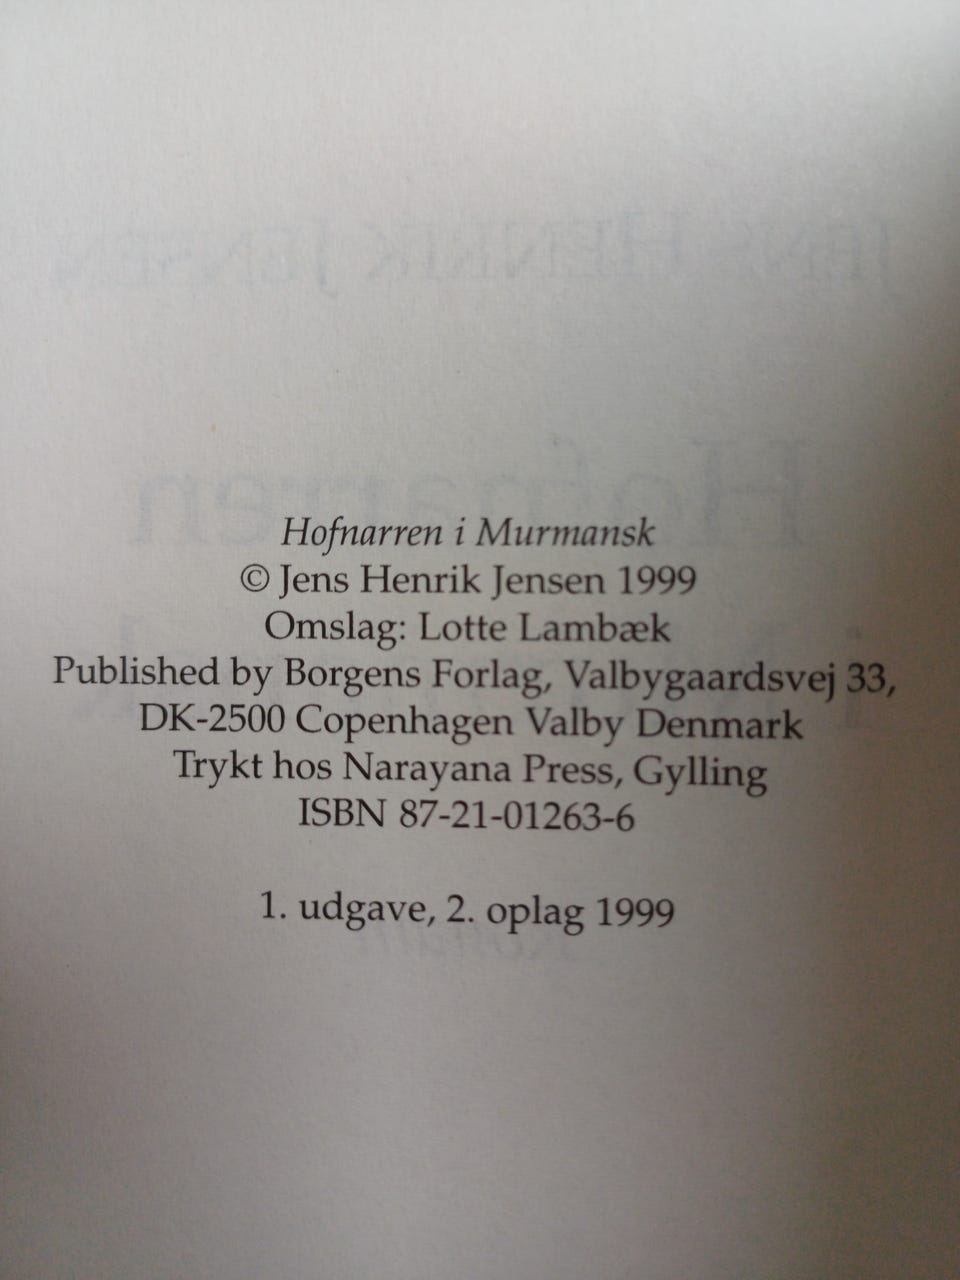 Hofnarren i Murmansk
© Jens Henrik Jensen 1999
Omslag: Lotte Lambæk
Published by Borgens Forlag, Valbygaardsvej 33,
DK-2500 Copenhagen Valby Denmark
Trykt hos Narayana Press, Gylling
ISBN 87-21-01263-6
1. udgave, 2. oplag 1999